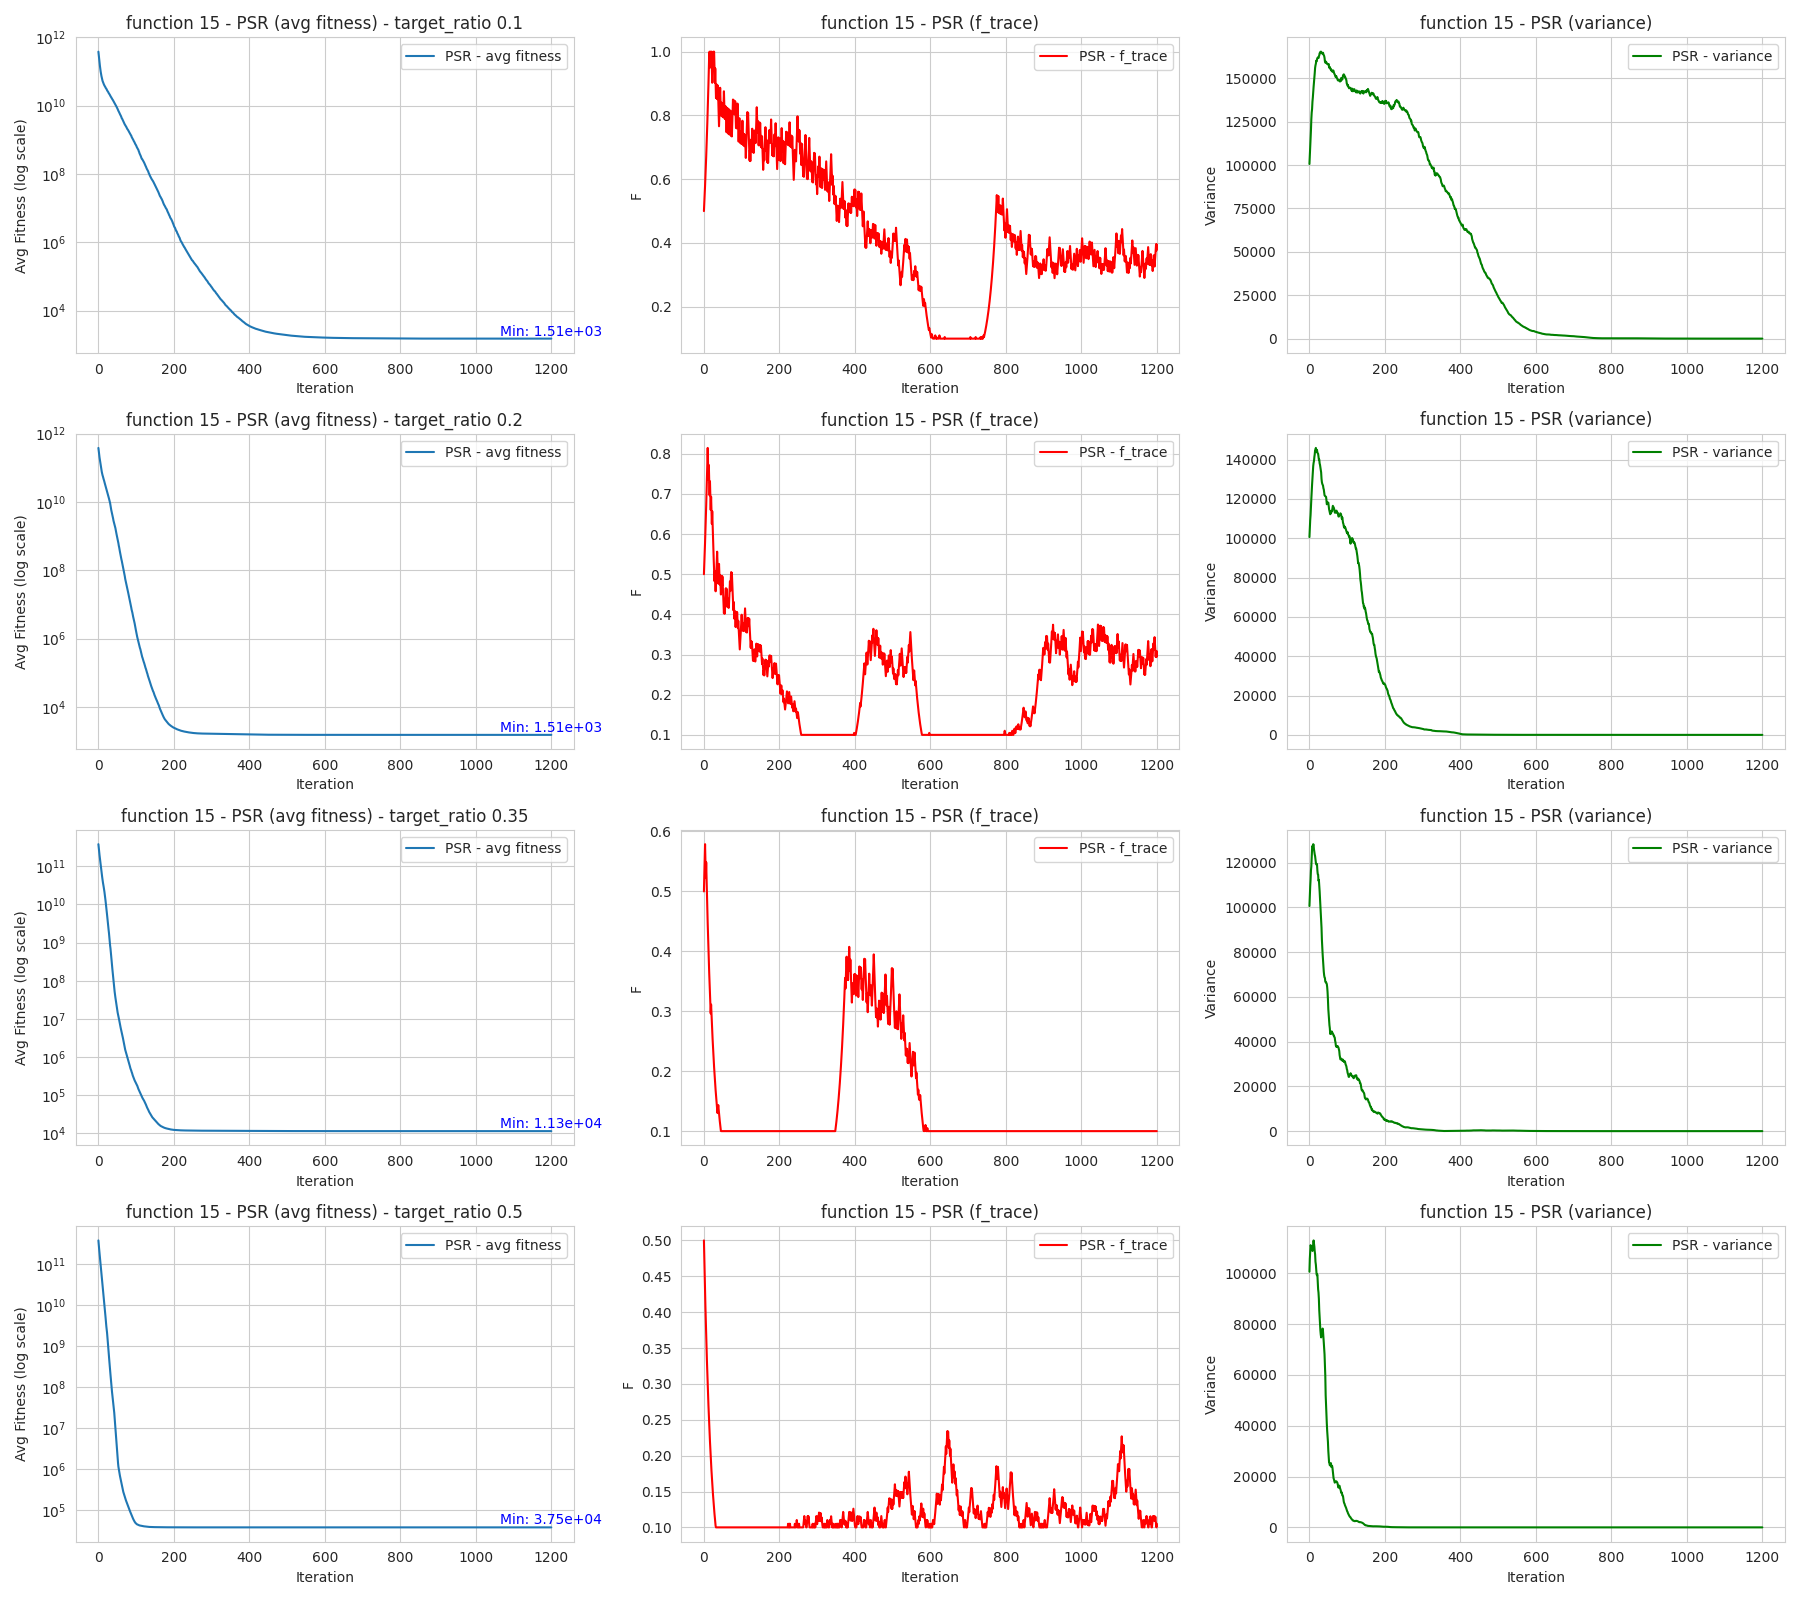 function 15 - PSR (avg fitness) - target_ratio 0.1
PSR - avg fitness
Avg Fitness (log scale)
10^12
10^10
10^8
10^6
10^4
Min: 1.51e+03
0 200 400 600 800 1000 1200
Iteration
function 15 - PSR (f_trace)
PSR - f_trace
F
1.0
0.8
0.6
0.4
0.2
0 200 400 600 800 1000 1200
Iteration
function 15 - PSR (variance)
PSR - variance
Variance
150000
125000
100000
75000
50000
25000
0
0 200 400 600 800 1000 1200
Iteration
function 15 - PSR (avg fitness) - target_ratio 0.2
PSR - avg fitness
Avg Fitness (log scale)
10^12
10^10
10^8
10^6
10^4
Min: 1.51e+03
0 200 400 600 800 1000 1200
Iteration
function 15 - PSR (f_trace)
PSR - f_trace
F
0.8
0.7
0.6
0.5
0.4
0.3
0.2
0.1
0 200 400 600 800 1000 1200
Iteration
function 15 - PSR (variance)
PSR - variance
Variance
140000
120000
100000
80000
60000
40000
20000
0
0 200 400 600 800 1000 1200
Iteration
function 15 - PSR (avg fitness) - target_ratio 0.35
PSR - avg fitness
Avg Fitness (log scale)
10^11
10^10
10^9
10^8
10^7
10^6
10^5
10^4
Min: 1.13e+04
0 200 400 600 800 1000 1200
Iteration
function 15 - PSR (f_trace)
PSR - f_trace
F
0.6
0.5
0.4
0.3
0.2
0.1
0 200 400 600 800 1000 1200
Iteration
function 15 - PSR (variance)
PSR - variance
Variance
120000
100000
80000
60000
40000
20000
0
0 200 400 600 800 1000 1200
Iteration
function 15 - PSR (avg fitness) - target_ratio 0.5
PSR - avg fitness
Avg Fitness (log scale)
10^11
10^10
10^9
10^8
10^7
10^6
10^5
Min: 3.75e+04
0 200 400 600 800 1000 1200
Iteration
function 15 - PSR (f_trace)
PSR - f_trace
F
0.50
0.45
0.40
0.35
0.30
0.25
0.20
0.15
0.10
0 200 400 600 800 1000 1200
Iteration
function 15 - PSR (variance)
PSR - variance
Variance
100000
80000
60000
40000
20000
0
0 200 400 600 800 1000 1200
Iteration